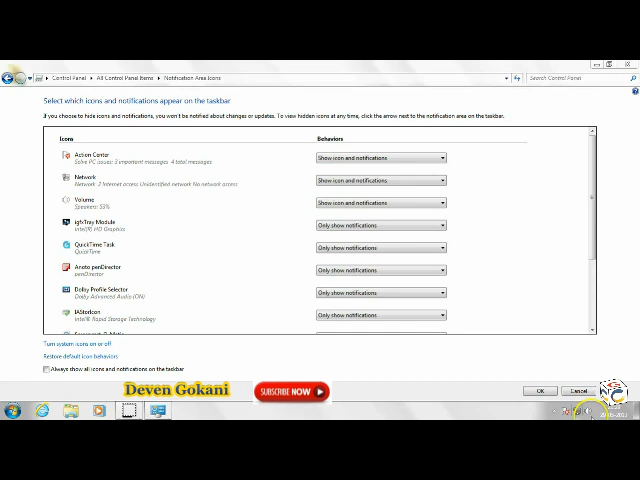 Control Panel ▸ All Control Panel Items ▸ Notification Area Icons
Search Control Panel
Select which icons and notifications appear on the taskbar
If you choose to hide icons and notifications, you won't be notified about changes or updates. To view hidden icons at any time, click the arrow next to the notification area on the taskbar.
Icons Behaviors
Action Center
Solve PC issues: 3 important messages 4 total messages
Show icon and notifications
Network
Network 2 Internet access Unidentified network No network access
Show icon and notifications
Volume
Speakers: 53%
Show icon and notifications
igfxTray Module
Intel(R) HD Graphics
Only show notifications
QuickTime Task
QuickTime
Only show notifications
Anoto penDirector
penDirector
Only show notifications
Dolby Profile Selector
Dolby Advanced Audio (ON)
Only show notifications
IAStorIcon
Intel® Rapid Storage Technology
Only show notifications
Turn system icons on or off
Restore default icon behaviors
Always show all icons and notifications on the taskbar
Deven Gokani
SUBSCRIBE NOW
OK Cancel